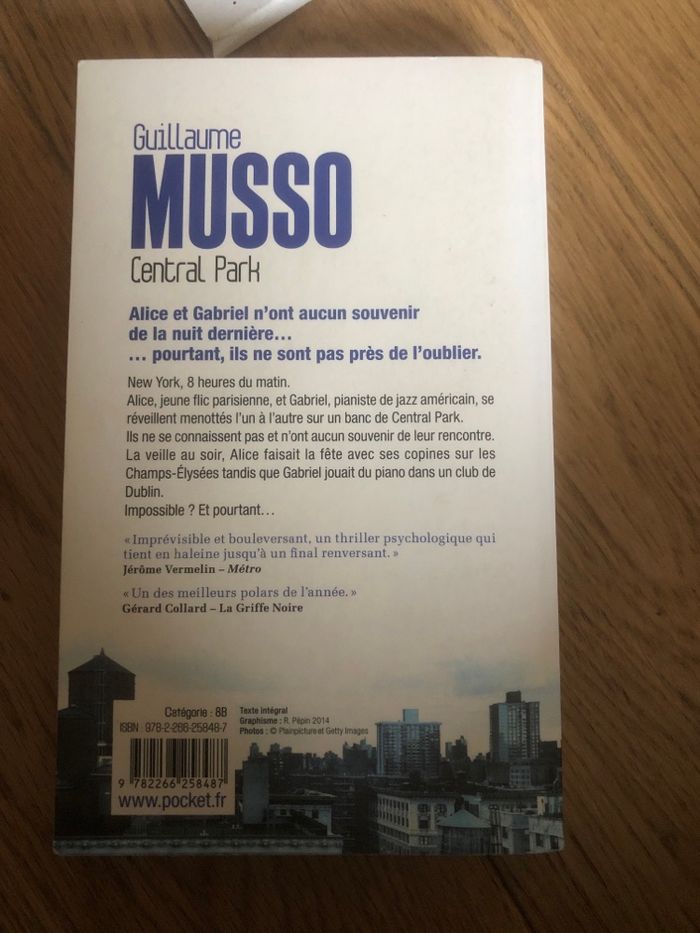 Guillaume
MUSSO
Central Park
Alice et Gabriel n'ont aucun souvenir
de la nuit dernière…
… pourtant, ils ne sont pas près de l'oublier.
New York, 8 heures du matin.
Alice, jeune flic parisienne, et Gabriel, pianiste de jazz américain, se
réveillent menottés l'un à l'autre sur un banc de Central Park.
Ils ne se connaissent pas et n'ont aucun souvenir de leur rencontre.
La veille au soir, Alice faisait la fête avec ses copines sur les
Champs-Élysées tandis que Gabriel jouait du piano dans un club de
Dublin.
Impossible ? Et pourtant…
« Imprévisible et bouleversant, un thriller psychologique qui
tient en haleine jusqu'à un final renversant. »
Jérôme Vermelin – Métro
« Un des meilleurs polars de l'année. »
Gérard Collard – La Griffe Noire
Catégorie : 8B
ISBN 978-2-266-25848-7
9 782266 258487
www.pocket.fr
Texte intégral
Graphisme : R. Pépin 2014
Photos : © Plainpicture et Getty Images